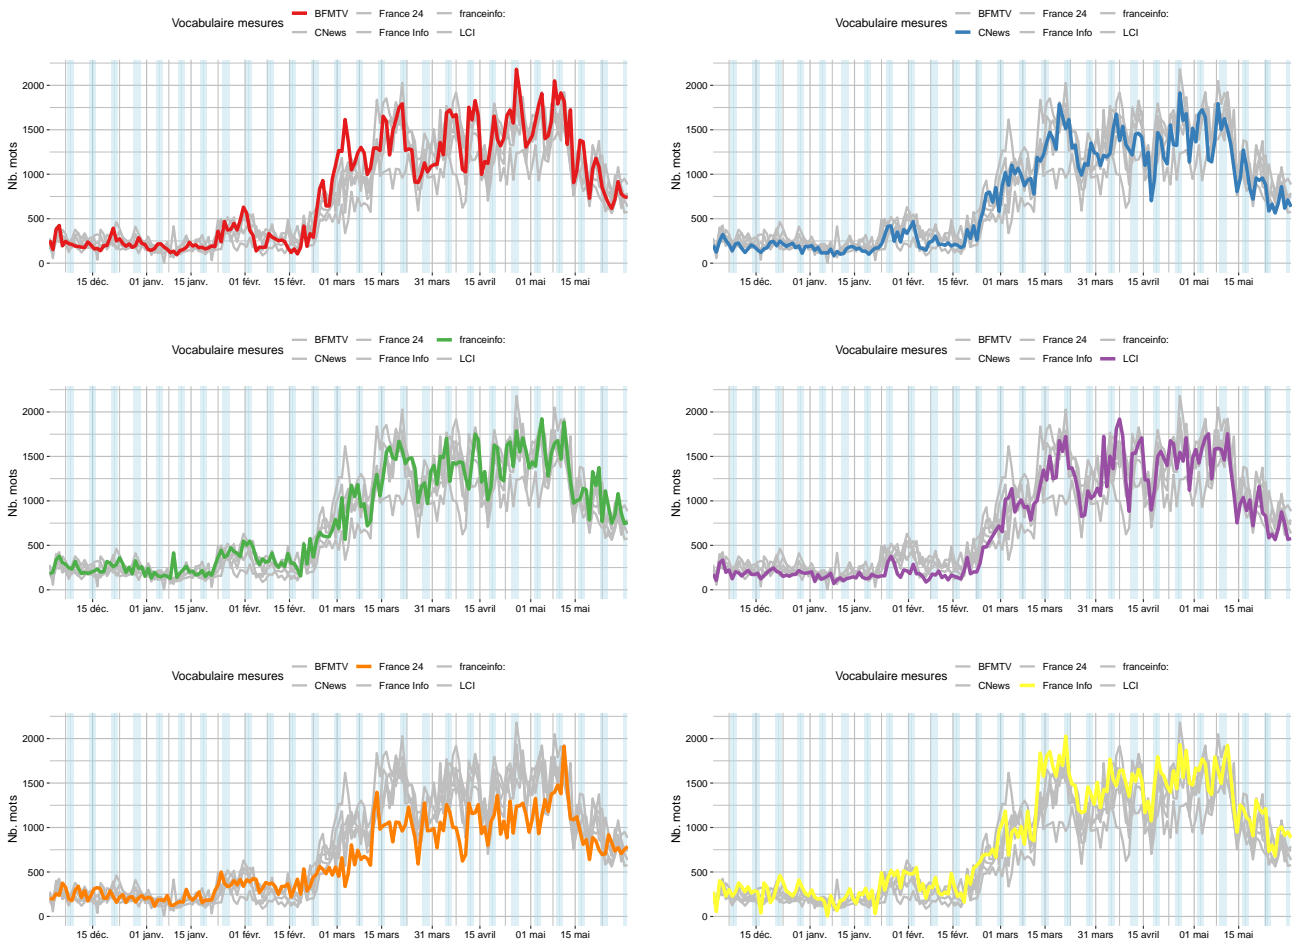 Vocabulaire mesures BFMTV France 24 franceinfo:
CNews France Info LCI
Nb. mots
2000
1500
1000
500
0
15 déc. 01 janv. 15 janv. 01 févr. 15 févr. 01 mars 15 mars 31 mars 15 avril 01 mai 15 mai
Vocabulaire mesures BFMTV France 24 franceinfo:
CNews France Info LCI
Nb. mots
2000
1500
1000
500
0
15 déc. 01 janv. 15 janv. 01 févr. 15 févr. 01 mars 15 mars 31 mars 15 avril 01 mai 15 mai
Vocabulaire mesures BFMTV France 24 franceinfo:
CNews France Info LCI
Nb. mots
2000
1500
1000
500
0
15 déc. 01 janv. 15 janv. 01 févr. 15 févr. 01 mars 15 mars 31 mars 15 avril 01 mai 15 mai
Vocabulaire mesures BFMTV France 24 franceinfo:
CNews France Info LCI
Nb. mots
2000
1500
1000
500
0
15 déc. 01 janv. 15 janv. 01 févr. 15 févr. 01 mars 15 mars 31 mars 15 avril 01 mai 15 mai
Vocabulaire mesures BFMTV France 24 franceinfo:
CNews France Info LCI
Nb. mots
2000
1500
1000
500
0
15 déc. 01 janv. 15 janv. 01 févr. 15 févr. 01 mars 15 mars 31 mars 15 avril 01 mai 15 mai
Vocabulaire mesures BFMTV France 24 franceinfo:
CNews France Info LCI
Nb. mots
2000
1500
1000
500
0
15 déc. 01 janv. 15 janv. 01 févr. 15 févr. 01 mars 15 mars 31 mars 15 avril 01 mai 15 mai